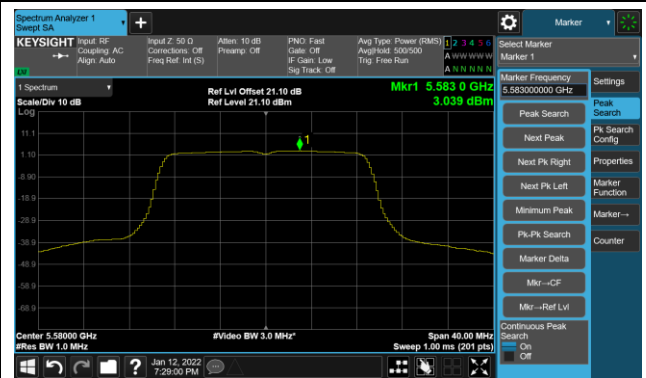 Spectrum Analyzer 1
Swept SA
+
Marker
KEYSIGHT Input: RF Input Z: 50 Ω Atten: 10 dB PNO: Fast Avg Type: Power (RMS) 1 2 3 4 5 6
Coupling: AC Corrections: Off Preamp: Off Gate: Off Avg|Hold: 500/500 A W W W W W
Align: Auto Freq Ref: Int (S) IF Gain: Low Trig: Free Run A N N N N N
Sig Track: Off
LW
Select Marker
Marker 1
1 Spectrum
Scale/Div 10 dB
Log
Ref Lvl Offset 21.10 dB
Ref Level 21.10 dBm
Mkr1 5.583 0 GHz
3.039 dBm
1
11.1
1.10
-8.90
-18.9
-28.9
-38.9
-48.9
-58.9
-68.9
Center 5.58000 GHz #Video BW 3.0 MHz* Span 40.00 MHz
#Res BW 1.0 MHz Sweep 1.00 ms (201 pts)
Marker Frequency
5.583000000 GHz
Peak Search
Next Peak
Next Pk Right
Next Pk Left
Minimum Peak
Pk-Pk Search
Marker Delta
Mkr→CF
Mkr→Ref Lvl
Continuous Peak
Search
On
Off
Settings
Peak
Search
Pk Search
Config
Properties
Marker
Function
Marker→
Counter
?
Jan 12, 2022
7:29:00 PM